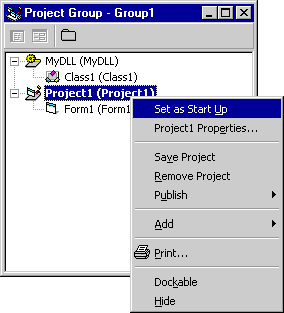 Project Group - Group1
MyDLL (MyDLL)
Class1 (Class1)
Project1 (Project1)
Form1 (Form1
Set as Start Up
Project1 Properties...
Save Project
Remove Project
Publish
Add
Print...
Dockable
Hide